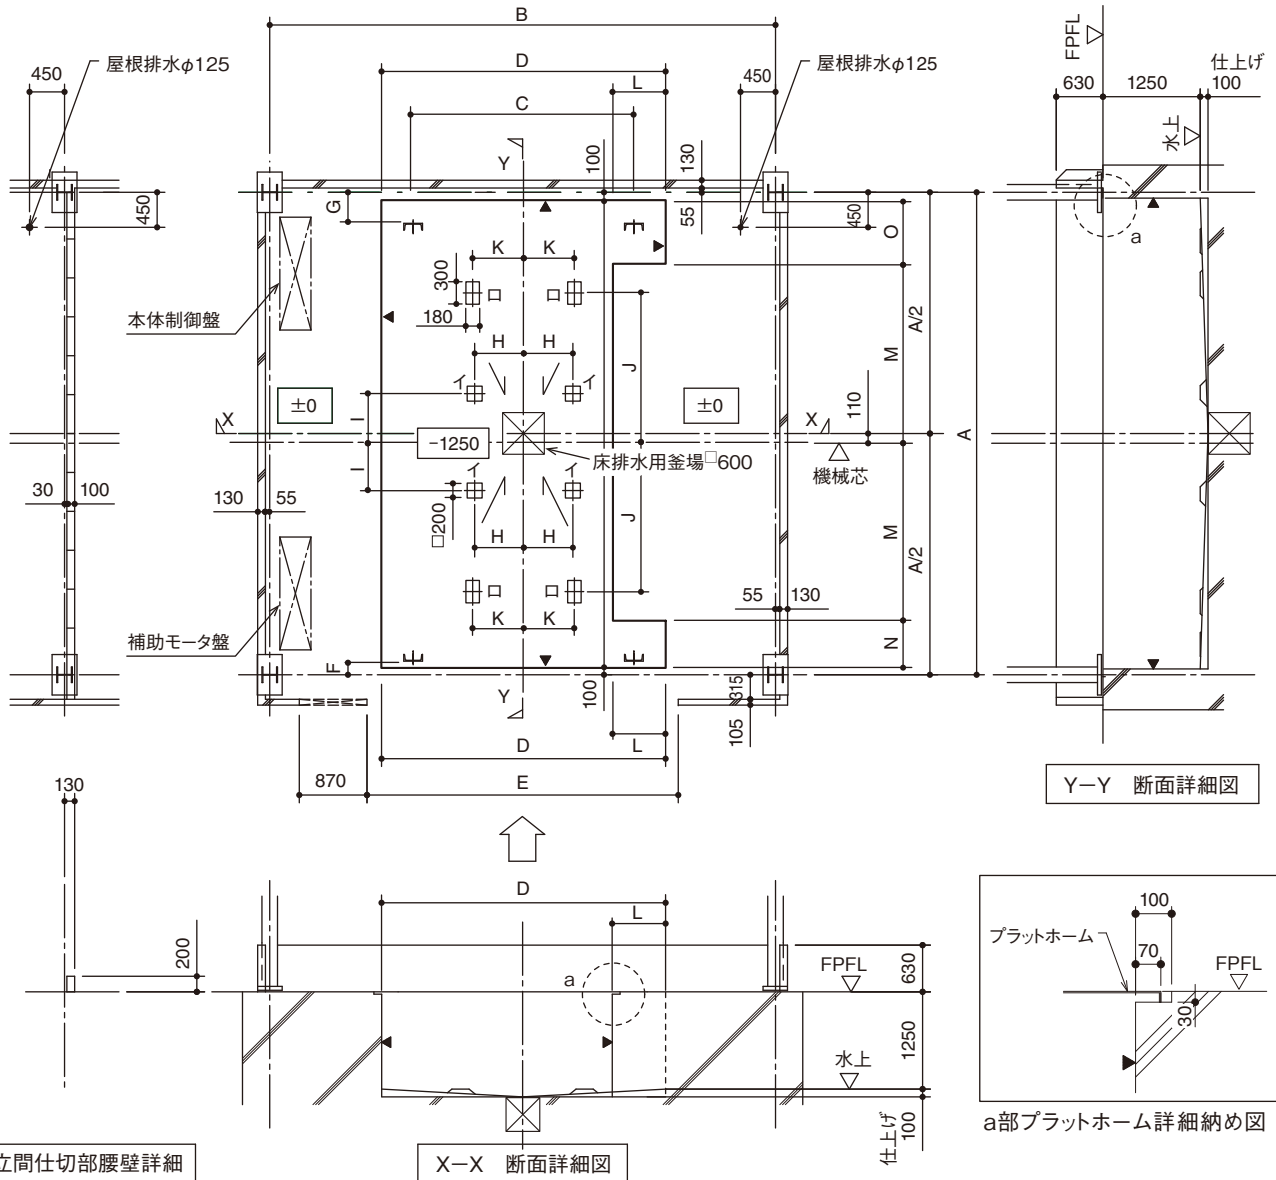 B
450
屋根排水φ125
D
L
450
屋根排水φ125
C
Y
100
130
55
450
G
K
K
300
ロ
ロ
180
本体制御盤
H
H
イ
イ
J
I
±0
±0
X
X
-1250
110
機械芯
床排水用釜場□600
I
イ
イ
□200
H
H
J
30
100
130
55
ロ
ロ
K
K
補助モータ盤
F
Y
100
55
130
315
105
450
O
M
A/2
A
M
A/2
N
D
L
870
E
FPFL
630
1250
仕上げ
100
水上
a
Y-Y 断面詳細図
130
200
立間仕切部腰壁詳細
D
L
a
FPFL
630
1250
水上
仕上げ
100
X-X 断面詳細図
100
プラットホーム
70
FPFL
30
a部プラットホーム詳細納め図